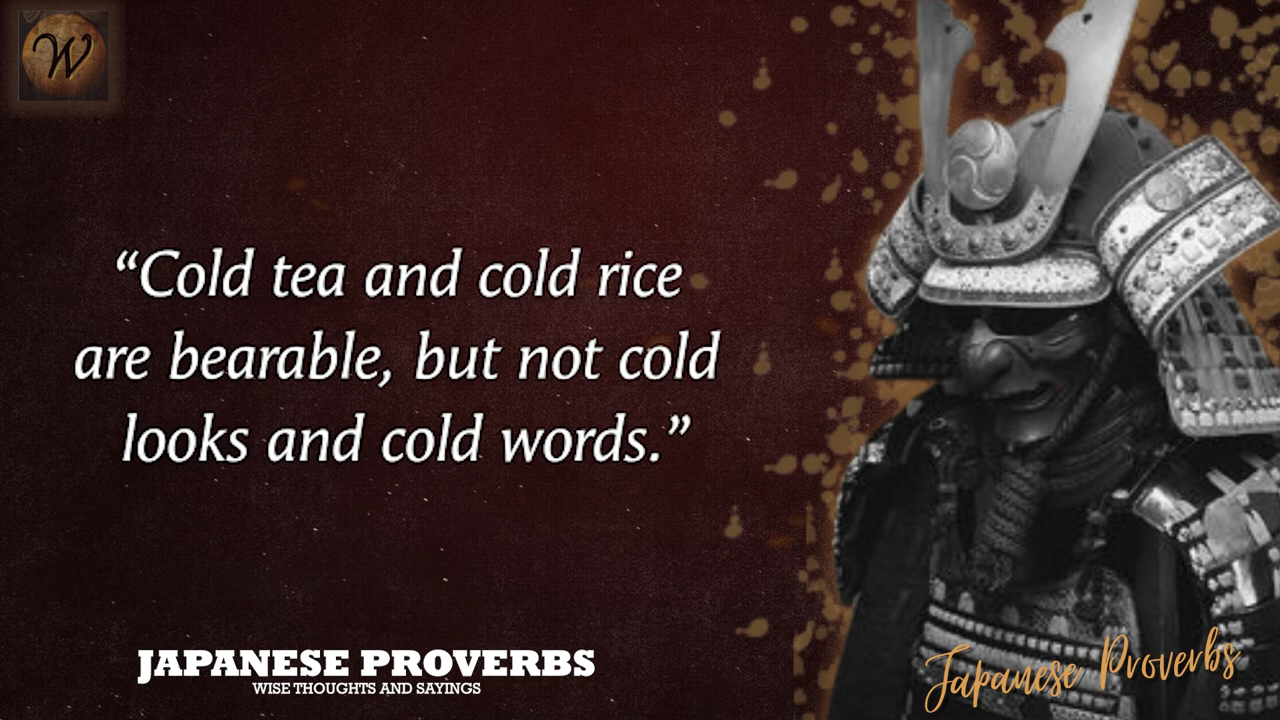 W
“Cold tea and cold rice
are bearable, but not cold
looks and cold words.”
JAPANESE PROVERBS
WISE THOUGHTS AND SAYINGS
Japanese Proverbs